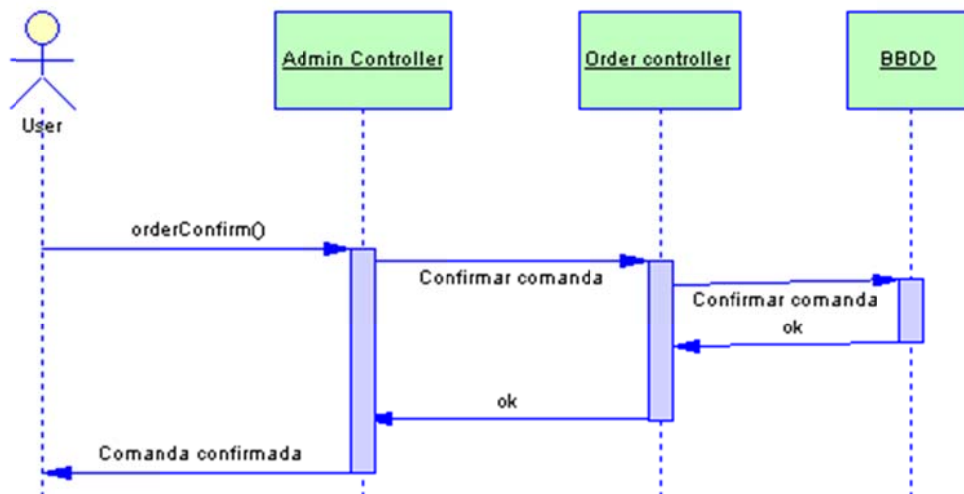 User
Admin Controller
Order controller
BBDD
orderConfirm()
Confirmar comanda
Confirmar comanda
ok
ok
Comanda confirmada